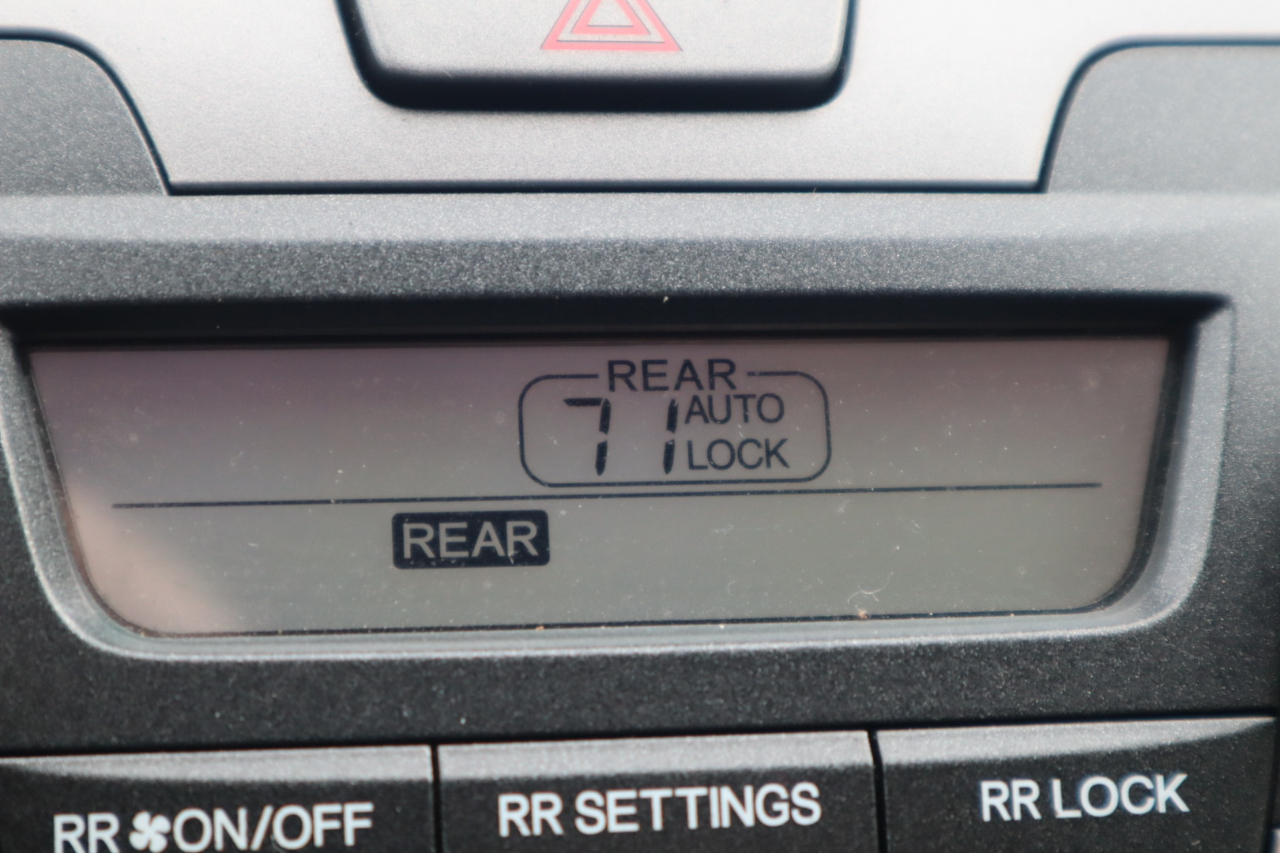 REAR
71 AUTO
LOCK
REAR
RR ON/OFF
RR SETTINGS
RR LOCK